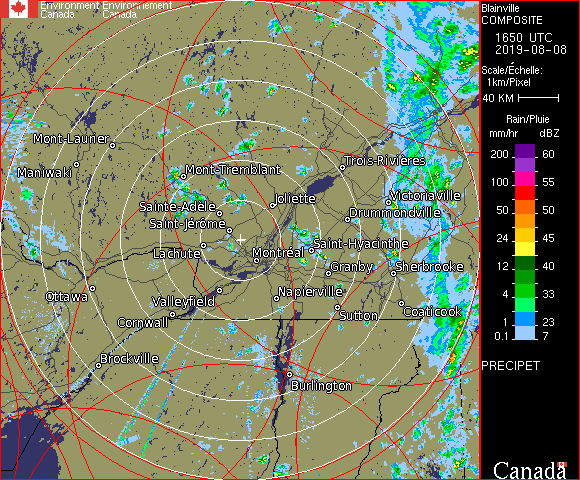 Environment Environnement
Canada Canada
Blainville
COMPOSITE
1650 UTC
2019-08-08
Scale/Échelle:
1km/Pixel
40 KM
Rain/Pluie
mm/hr dBZ
200 60
150 57
100 55
50 50
24 45
12 40
4 33
1 23
0.1 7
PRECIPET
Mont-Laurier
Maniwaki
Mont-Tremblant
Trois-Rivières
Sainte-Adèle
Joliette
Victoriaville
Drummondville
Saint-Jérôme
Lachute
Montréal
Saint-Hyacinthe
Granby
Sherbrooke
Ottawa
Valleyfield
Napierville
Cornwall
Sutton
Coaticook
Brockville
Burlington
Canada